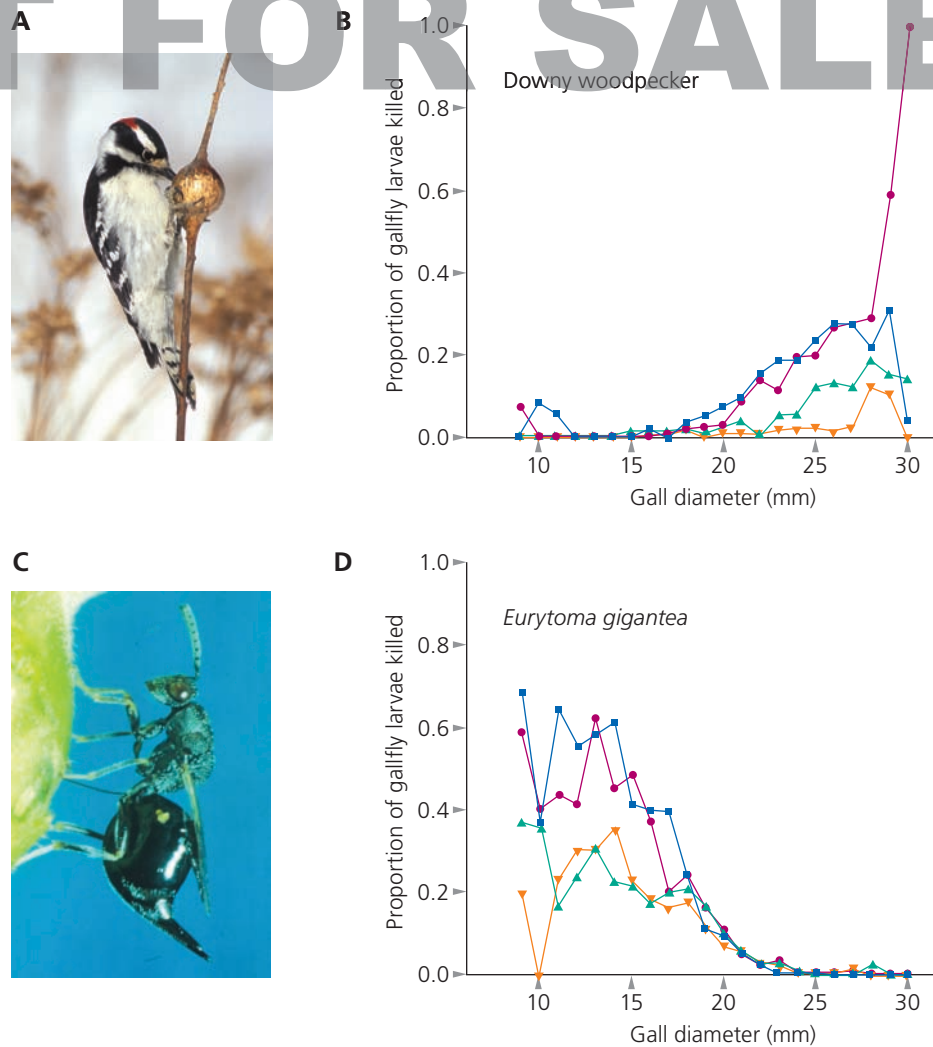 T FOR SALE
A
B
Downy woodpecker
Proportion of gallfly larvae killed
1.0
0.8
0.6
0.4
0.2
0.0
10 15 20 25 30
Gall diameter (mm)
C
D
Eurytoma gigantea
Proportion of gallfly larvae killed
1.0
0.8
0.6
0.4
0.2
0.0
10 15 20 25 30
Gall diameter (mm)